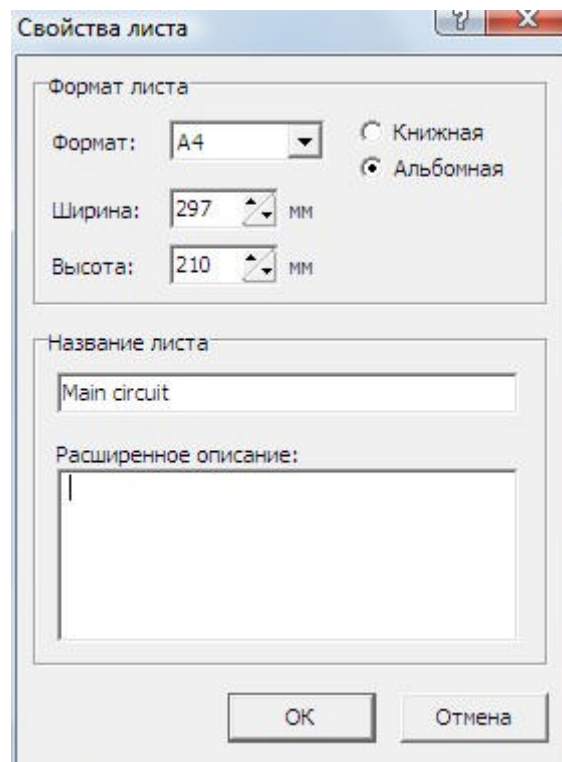 Свойства листа
Формат листа
Формат: A4
Книжная
Альбомная
Ширина: 297 мм
Высота: 210 мм
Название листа
Main circuit
Расширенное описание:
OK Отмена